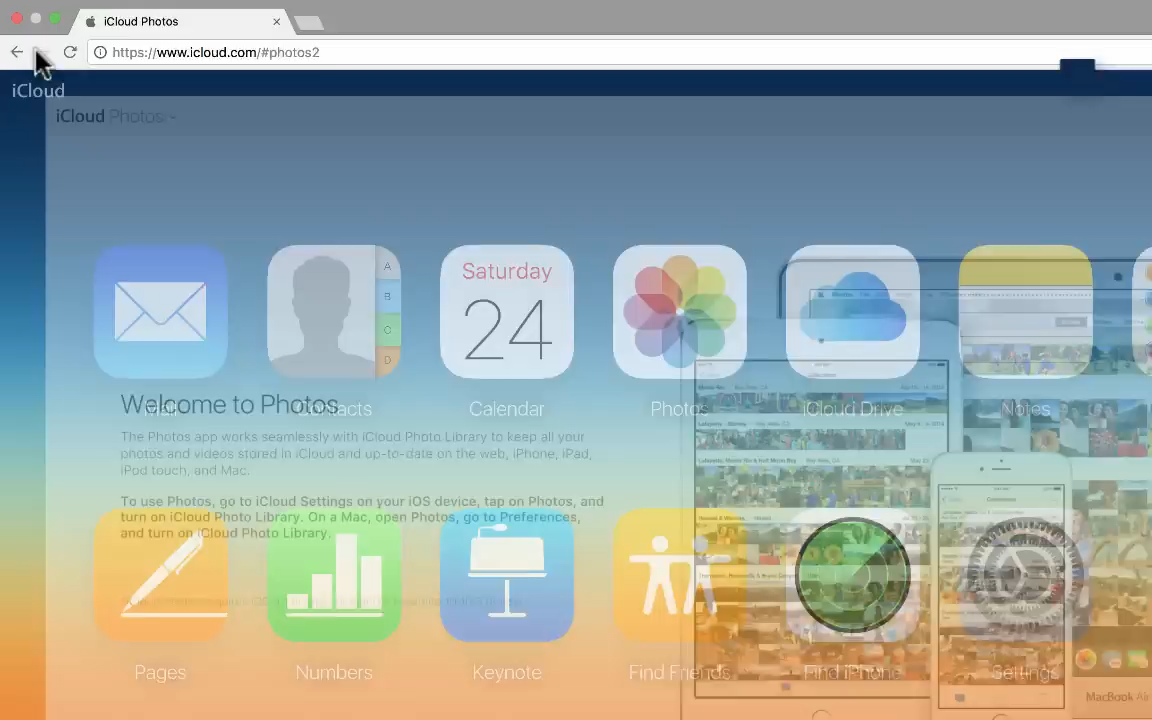 iCloud Photos
https://www.icloud.com/#photos2
iCloud
iCloud Photos
Saturday
24
A
B
C
D
Mail
Contacts
Calendar
Photos
iCloud Drive
Notes
Welcome to Photos
The Photos app works seamlessly with iCloud Photo Library to keep all your
photos and videos stored in iCloud and up-to-date on the web, iPhone, iPad,
iPod touch, and Mac.
To use Photos, go to iCloud Settings on your iOS device, tap on Photos, and
turn on iCloud Photo Library. On a Mac, open Photos, go to Preferences,
and turn on iCloud Photo Library.
Pages
Numbers
Keynote
Find Friends
Find iPhone
Settings
MacBook Air